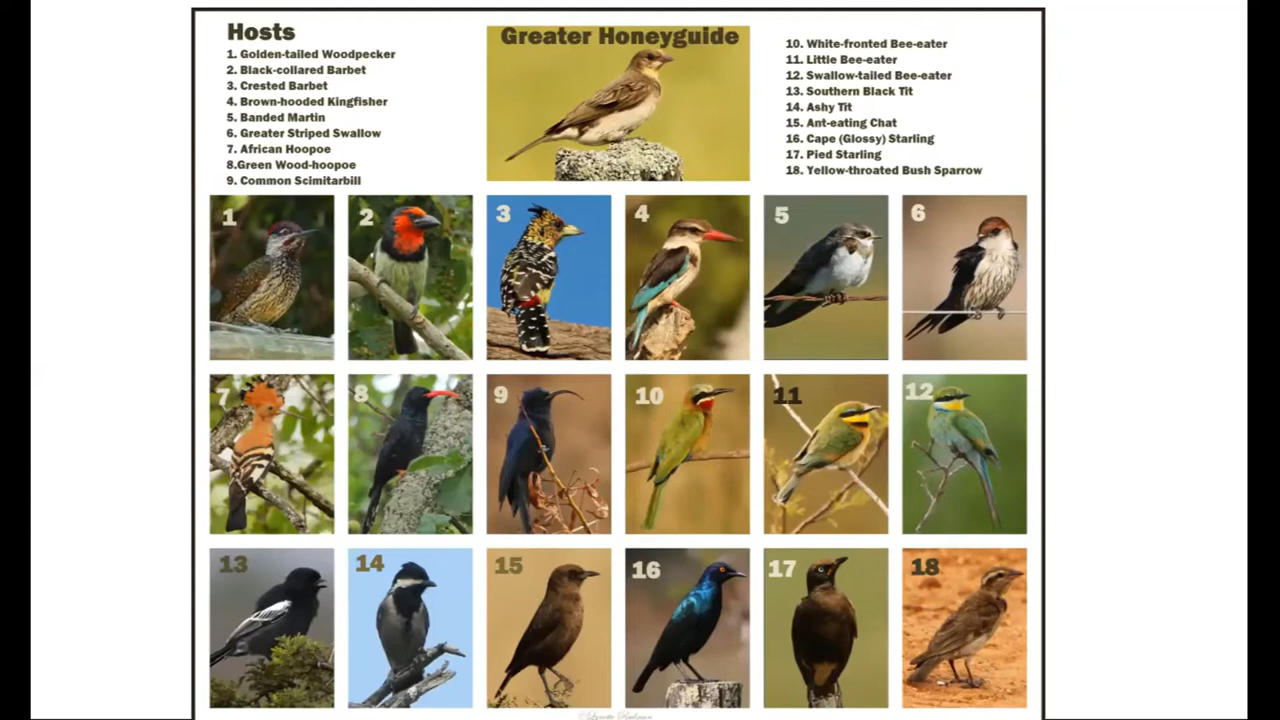 Hosts
1. Golden-tailed Woodpecker
2. Black-collared Barbet
3. Crested Barbet
4. Brown-hooded Kingfisher
5. Banded Martin
6. Greater Striped Swallow
7. African Hoopoe
8.Green Wood-hoopoe
9. Common Scimitarbill
Greater Honeyguide
10. White-fronted Bee-eater
11. Little Bee-eater
12. Swallow-tailed Bee-eater
13. Southern Black Tit
14. Ashy Tit
15. Ant-eating Chat
16. Cape (Glossy) Starling
17. Pied Starling
18. Yellow-throated Bush Sparrow
1 2 3 4 5 6
7 8 9 10 11 12
13 14 15 16 17 18